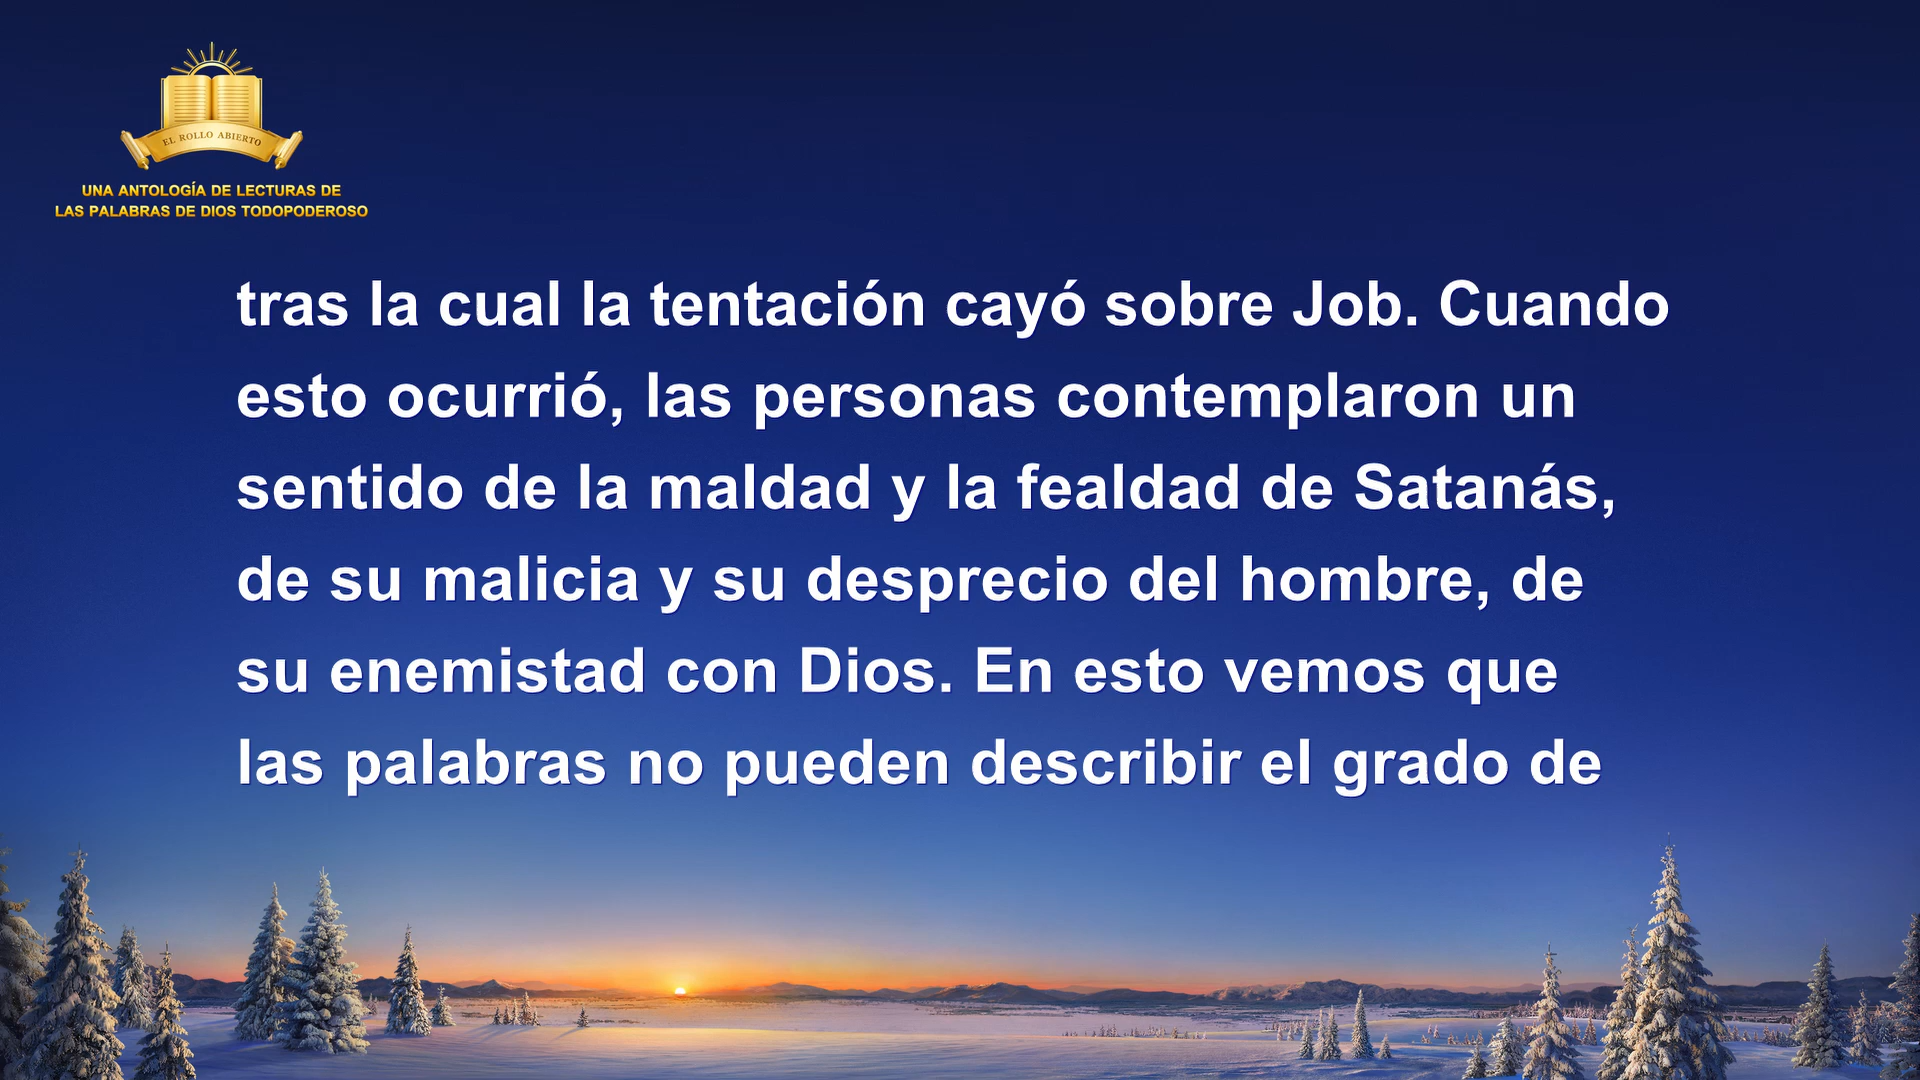 EL ROLLO ABIERTO
UNA ANTOLOGÍA DE LECTURAS DE
LAS PALABRAS DE DIOS TODOPODEROSO
tras la cual la tentación cayó sobre Job. Cuando
esto ocurrió, las personas contemplaron un
sentido de la maldad y la fealdad de Satanás,
de su malicia y su desprecio del hombre, de
su enemistad con Dios. En esto vemos que
las palabras no pueden describir el grado de